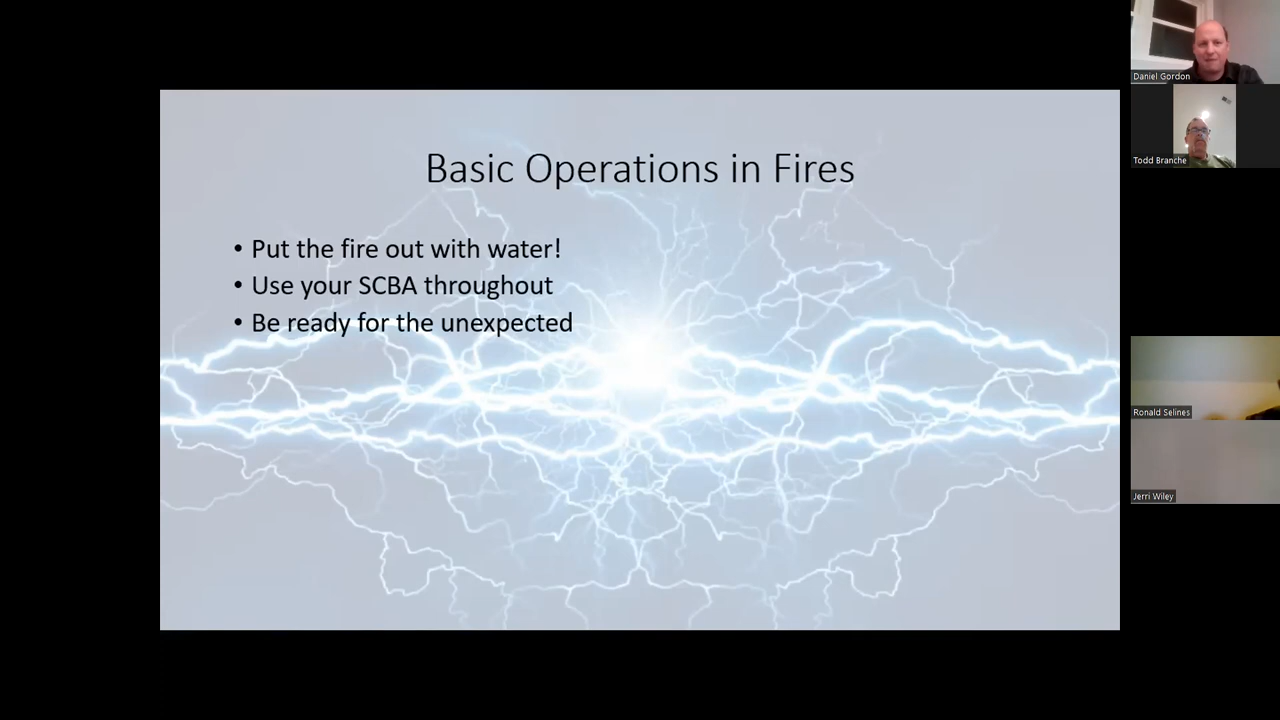 Basic Operations in Fires
• Put the fire out with water!
• Use your SCBA throughout
• Be ready for the unexpected
Daniel Gordon
Todd Branche
Ronald Selines
Jerri Wiley